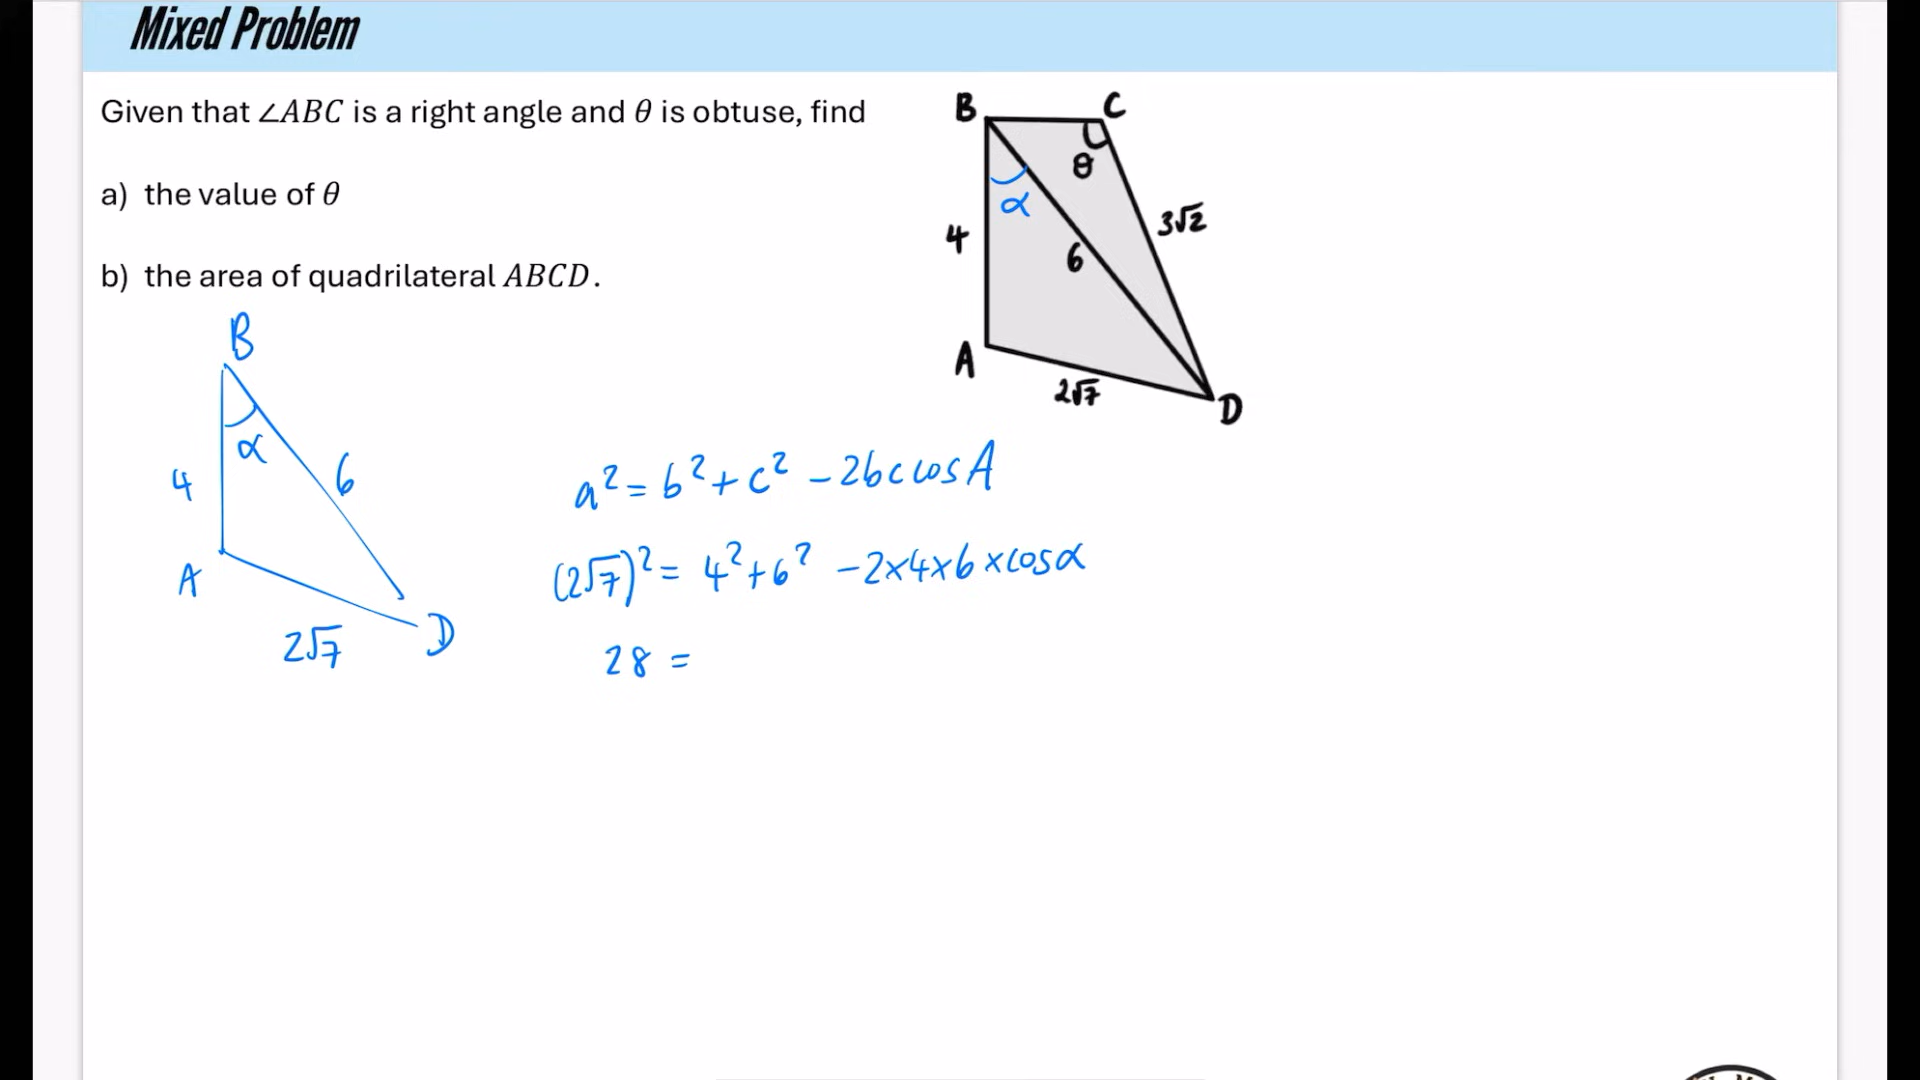 Mixed Problem
Given that ∠ABC is a right angle and θ is obtuse, find
a) the value of θ
b) the area of quadrilateral ABCD.
B
C
θ
α
4
6
3√2
A
2√7
D
B
α
4
6
A
2√7
D
a² = b² + c² - 2bc cos A
(2√7)² = 4² + 6² - 2×4×6×cosα
28 =